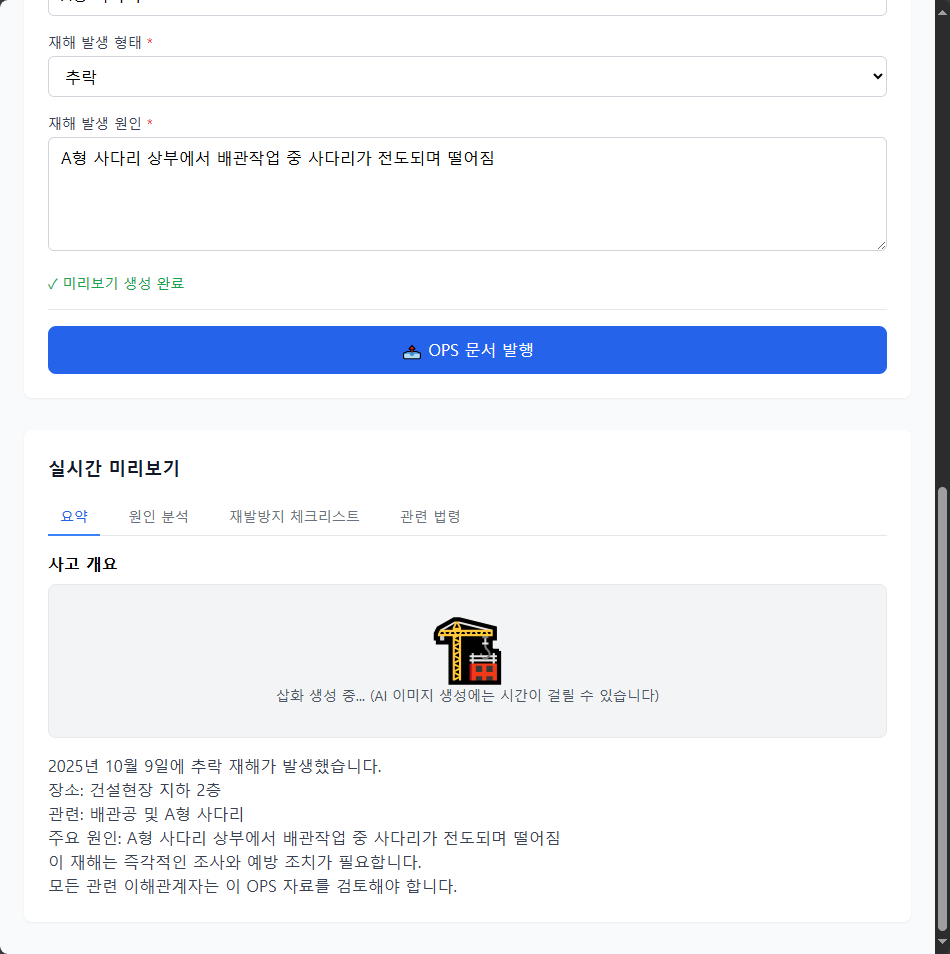 재해 발생 형태 *
추락
재해 발생 원인 *
A형 사다리 상부에서 배관작업 중 사다리가 전도되며 떨어짐
✓ 미리보기 생성 완료
OPS 문서 발행
실시간 미리보기
요약 원인 분석 재발방지 체크리스트 관련 법령
사고 개요
삽화 생성 중... (AI 이미지 생성에는 시간이 걸릴 수 있습니다)
2025년 10월 9일에 추락 재해가 발생했습니다.
장소: 건설현장 지하 2층
관련: 배관공 및 A형 사다리
주요 원인: A형 사다리 상부에서 배관작업 중 사다리가 전도되며 떨어짐
이 재해는 즉각적인 조사와 예방 조치가 필요합니다.
모든 관련 이해관계자는 이 OPS 자료를 검토해야 합니다.